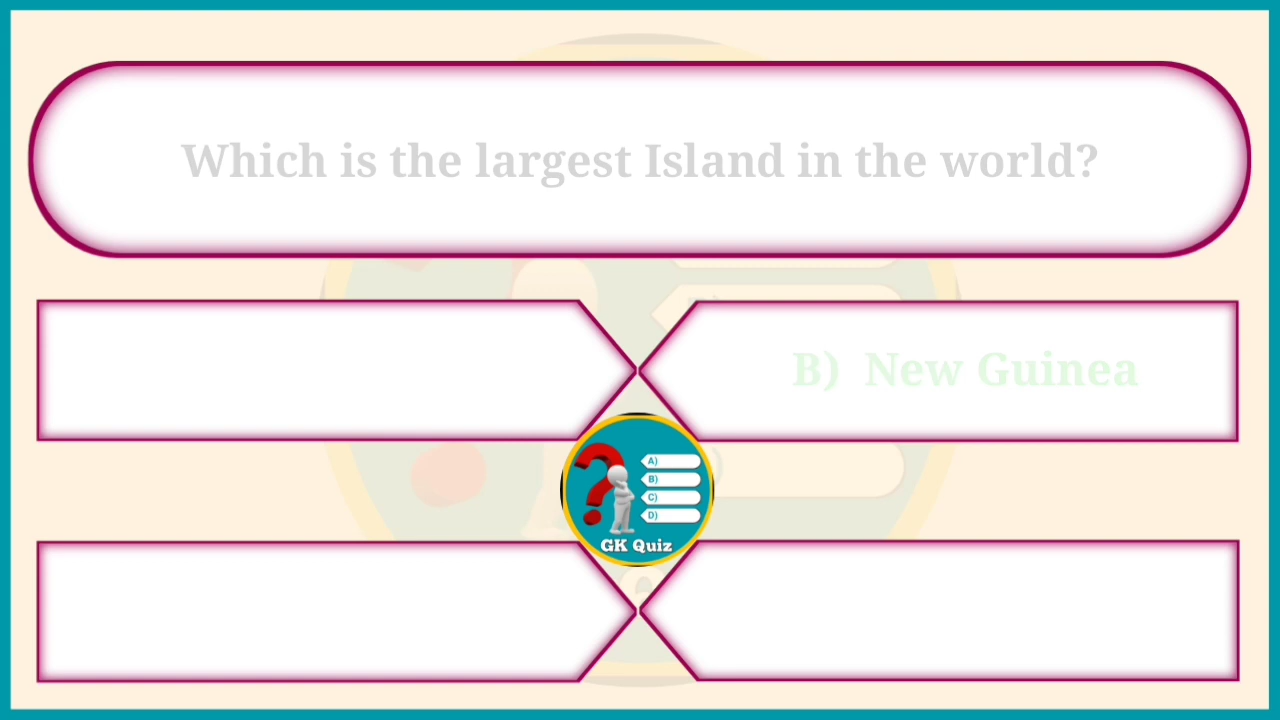 Which is the largest Island in the world?
B) New Guinea
A)
B)
C)
D)
GK Quiz